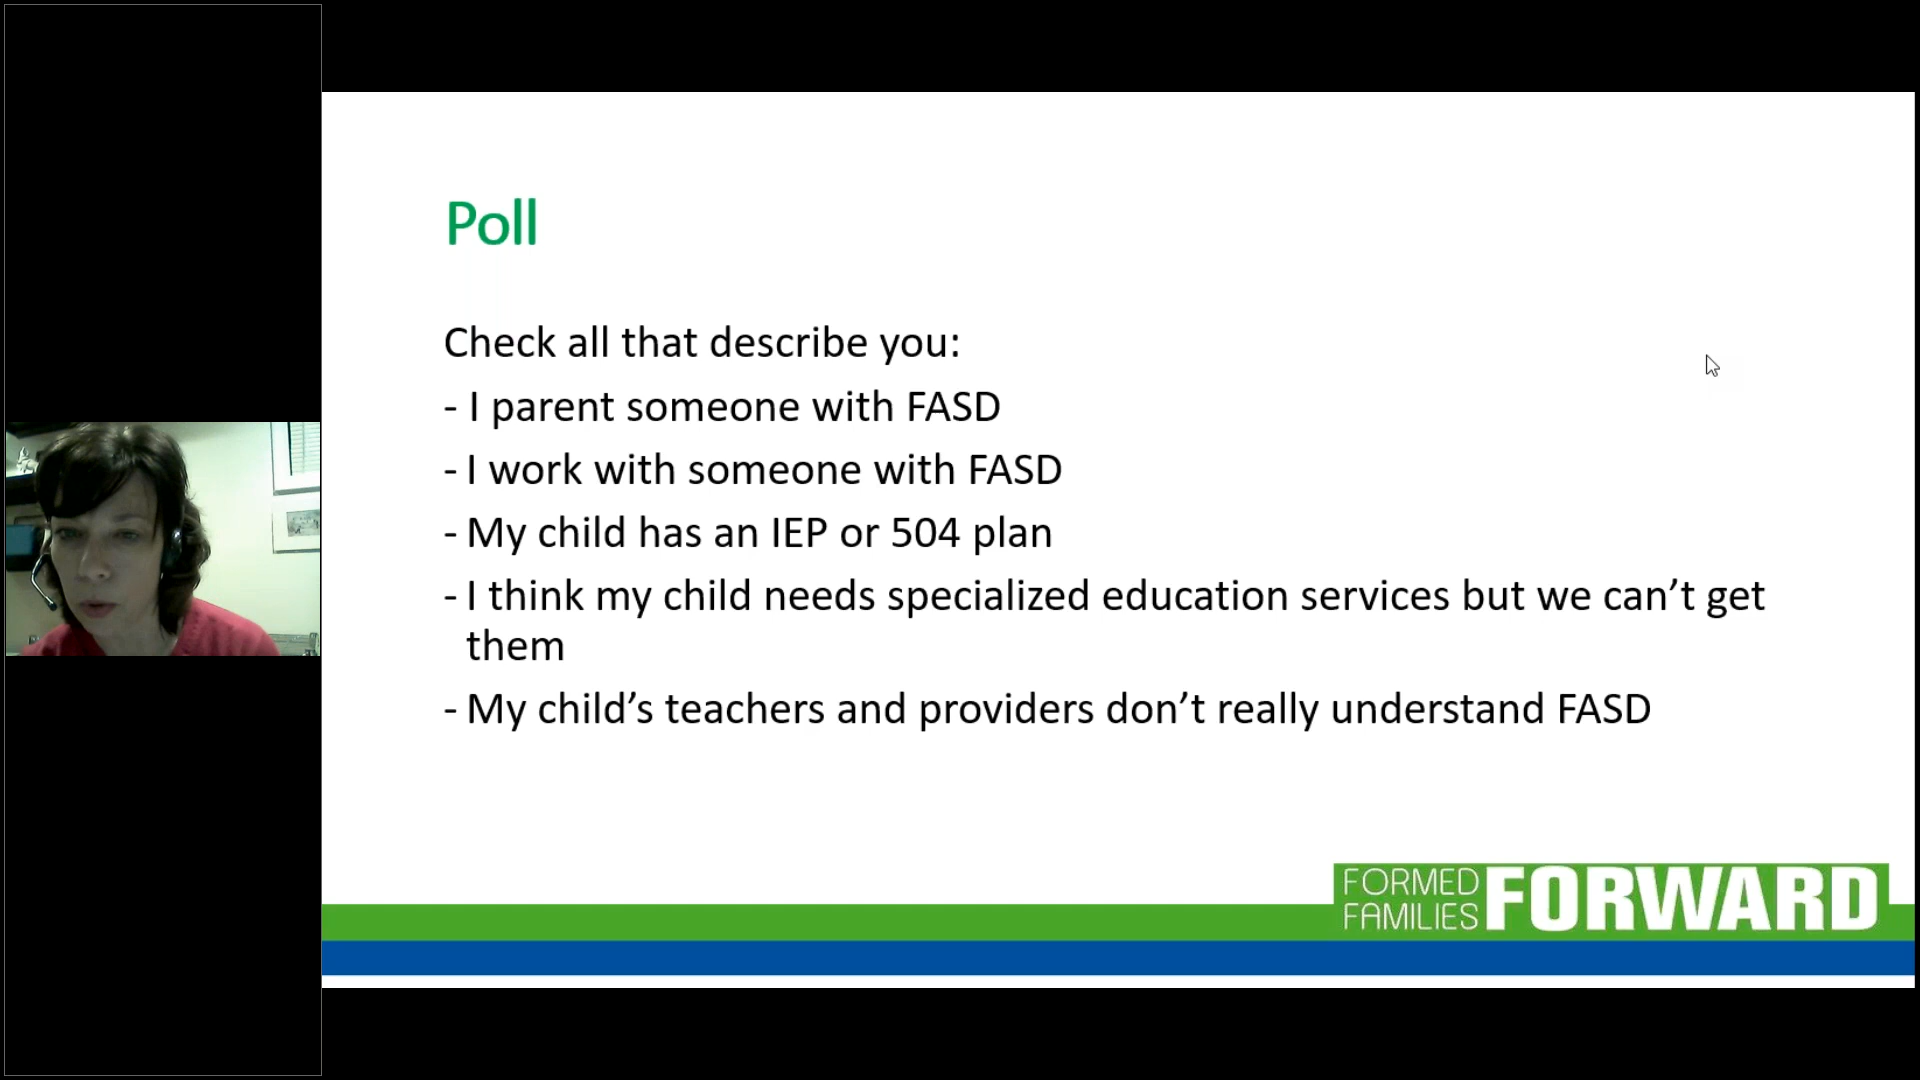 Poll
Check all that describe you:
- I parent someone with FASD
- I work with someone with FASD
- My child has an IEP or 504 plan
- I think my child needs specialized education services but we can’t get
them
- My child’s teachers and providers don’t really understand FASD
FORMED
FAMILIES
FORWARD